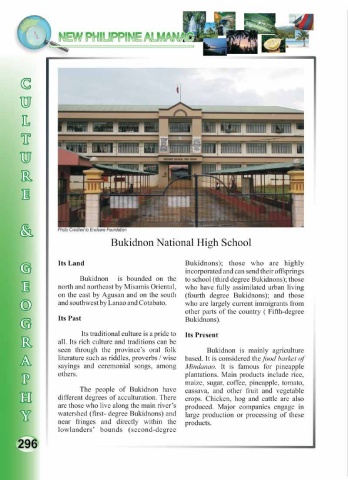 NEW PHILIPPINE ALMANAC
CULTURE
&
GEOGRAPHY
Photo Credited to Enciseve Foundation
Bukidnon National High School
Its Land
Bukidnon is bounded on the
north and northeast by Misamis Oriental,
on the east by Agusan and on the south
and southwest by Lanao and Cotabato.
Its Past
Its traditional culture is a pride to
all. Its rich culture and traditions can be
seen through the province's oral folk
literature such as riddles, proverbs / wise
sayings and ceremonial songs, among
others.
The people of Bukidnon have
different degrees of acculturation. There
are those who live along the main river's
watershed (first- degree Bukidnons) and
near fringes and directly within the
lowlanders' bounds (second-degree
Bukidnons); those who are highly
incorporated and can send their offsprings
to school (third degree Bukidnons); those
who have fully assimilated urban living
(fourth degree Bukidnons); and those
who are largely current immigrants from
other parts of the country ( Fifth-degree
Bukidnons).
Its Present
Bukidnon is mainly agriculture
based. It is considered the food basket of
Mindanao. It is famous for pineapple
plantations. Main products include rice,
maize, sugar, coffee, pineapple, tomato,
cassava, and other fruit and vegetable
crops. Chicken, hog and cattle are also
produced. Major companies engage in
large production or processing of these
products.
296